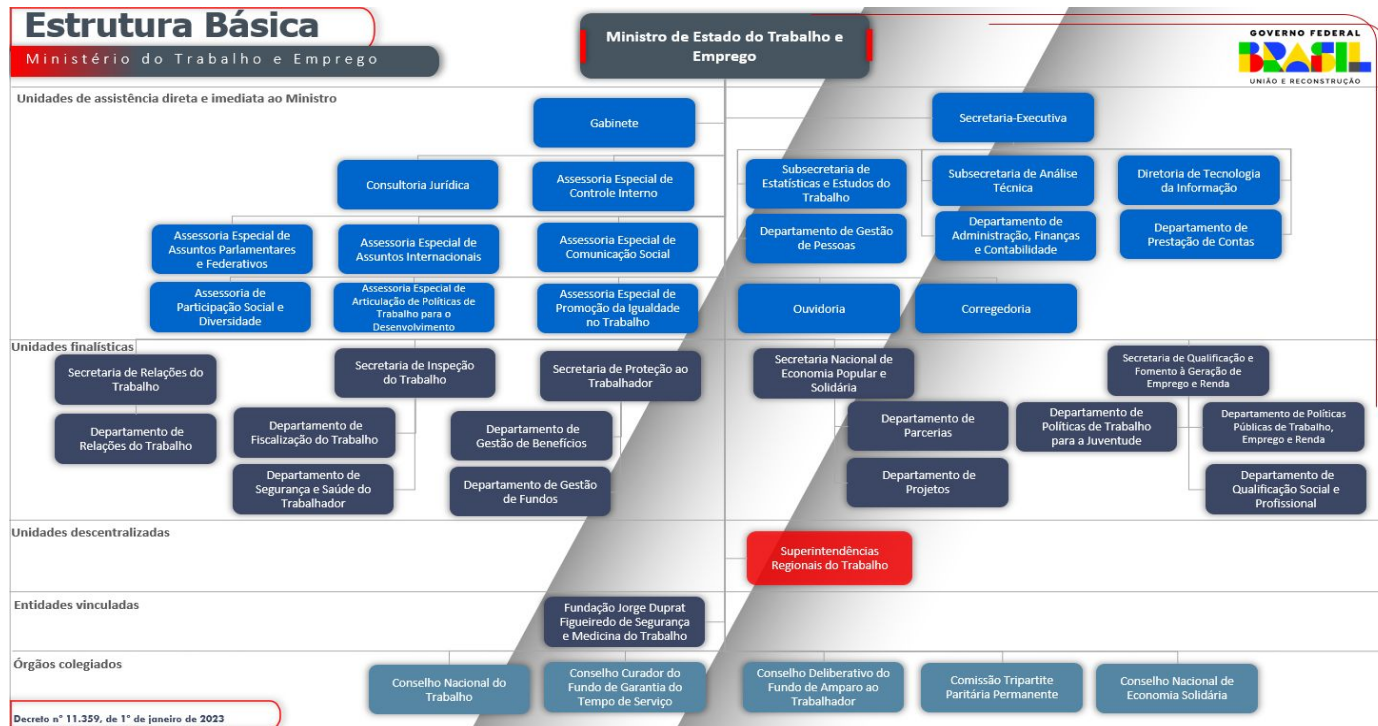 Estrutura Básica
Ministério do Trabalho e Emprego
Ministro de Estado do Trabalho e
Emprego
GOVERNO FEDERAL
BRASIL
UNIÃO E RECONSTRUÇÃO
Unidades de assistência direta e imediata ao Ministro
Gabinete
Secretaria-Executiva
Consultoria Jurídica
Assessoria Especial de
Controle Interno
Subsecretaria de
Estatísticas e Estudos do
Trabalho
Subsecretaria de Análise
Técnica
Diretoria de Tecnologia
da Informação
Assessoria Especial de
Assuntos Parlamentares
e Federativos
Assessoria Especial de
Assuntos Internacionais
Assessoria Especial de
Comunicação Social
Departamento de Gestão
de Pessoas
Departamento de
Administração, Finanças
e Contabilidade
Departamento de
Prestação de Contas
Assessoria de
Participação Social e
Diversidade
Assessoria Especial de
Articulação de Políticas de
Trabalho para o
Desenvolvimento
Assessoria Especial de
Promoção da Igualdade
no Trabalho
Ouvidoria
Corregedoria
Unidades finalísticas
Secretaria de Relações do
Trabalho
Secretaria de Inspeção
do Trabalho
Secretaria de Proteção ao
Trabalhador
Secretaria Nacional de
Economia Popular e
Solidária
Secretaria de Qualificação e
Fomento à Geração de
Emprego e Renda
Departamento de
Relações do Trabalho
Departamento de
Fiscalização do Trabalho
Departamento de
Gestão de Benefícios
Departamento de
Parcerias
Departamento de
Políticas de Trabalho
para a Juventude
Departamento de Políticas
Públicas de Trabalho,
Emprego e Renda
Departamento de
Segurança e Saúde do
Trabalhador
Departamento de Gestão
de Fundos
Departamento de
Projetos
Departamento de
Qualificação Social e
Profissional
Unidades descentralizadas
Superintendências
Regionais do Trabalho
Entidades vinculadas
Fundação Jorge Duprat
Figueiredo de Segurança
e Medicina do Trabalho
Órgãos colegiados
Conselho Nacional do
Trabalho
Conselho Curador do
Fundo de Garantia do
Tempo de Serviço
Conselho Deliberativo do
Fundo de Amparo ao
Trabalhador
Comissão Tripartite
Paritária Permanente
Conselho Nacional de
Economia Solidária
Decreto nº 11.359, de 1º de janeiro de 2023